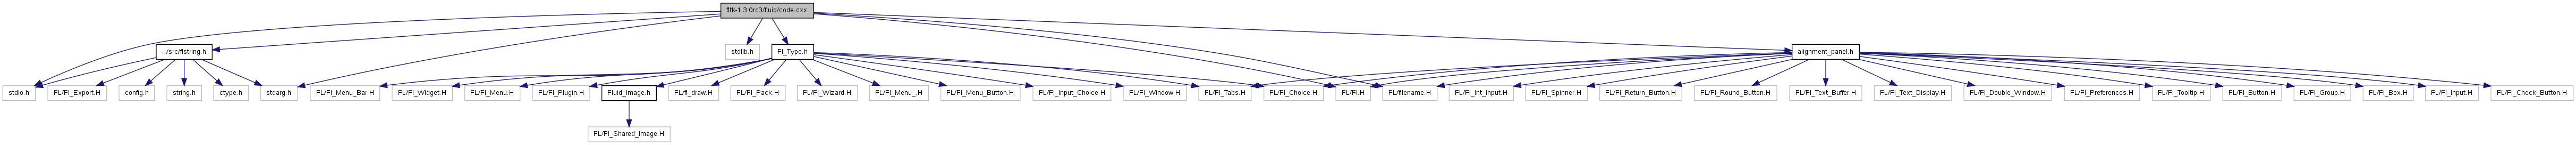 fltk-1.3.0rc3/fluid/code.cxx
../src/flstring.h
stdlib.h
Fl_Type.h
alignment_panel.h
stdio.h
FL/Fl_Export.H
config.h
string.h
ctype.h
stdarg.h
FL/Fl_Menu_Bar.H
FL/Fl_Widget.H
FL/Fl_Menu.H
FL/Fl_Plugin.H
Fluid_Image.h
FL/fl_draw.H
FL/Fl_Pack.H
FL/Fl_Wizard.H
FL/Fl_Menu_.H
FL/Fl_Menu_Button.H
FL/Fl_Input_Choice.H
FL/Fl_Window.H
FL/Fl_Tabs.H
FL/Fl_Choice.H
FL/Fl.H
FL/filename.H
FL/Fl_Int_Input.H
FL/Fl_Spinner.H
FL/Fl_Return_Button.H
FL/Fl_Round_Button.H
FL/Fl_Text_Buffer.H
FL/Fl_Text_Display.H
FL/Fl_Double_Window.H
FL/Fl_Preferences.H
FL/Fl_Tooltip.H
FL/Fl_Button.H
FL/Fl_Group.H
FL/Fl_Box.H
FL/Fl_Input.H
FL/Fl_Check_Button.H
FL/Fl_Shared_Image.H